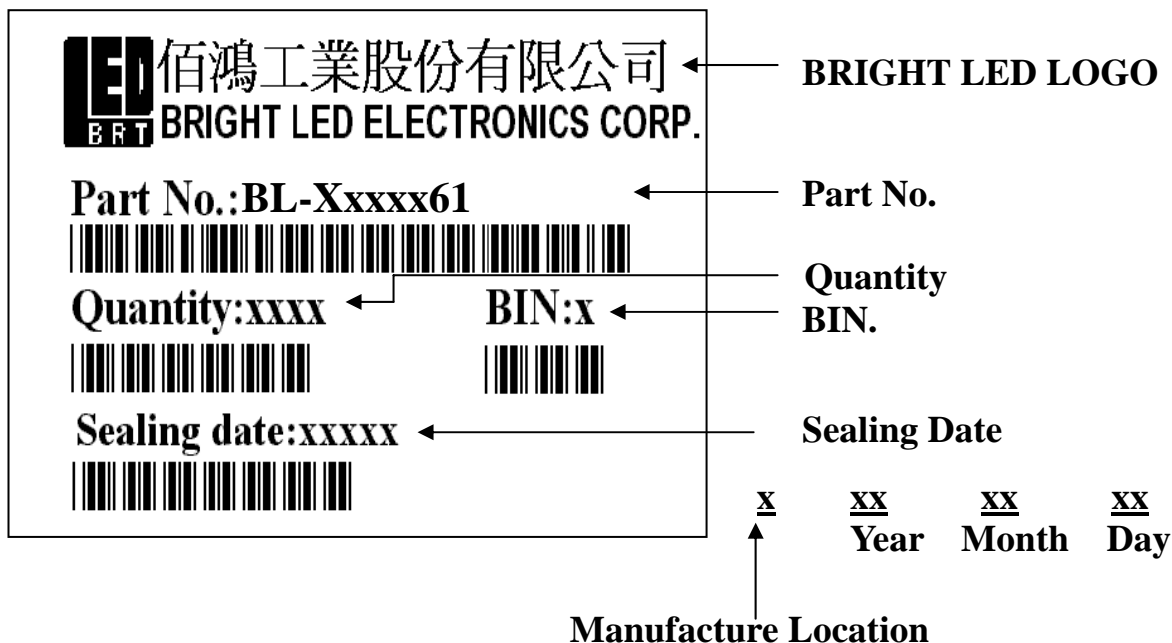 LED 佰鴻工業股份有限公司
BRT BRIGHT LED ELECTRONICS CORP.
BRIGHT LED LOGO
Part No.:BL-Xxxxx61
Part No.
Quantity:xxxx
BIN:x
Quantity
BIN.
Sealing date:xxxxx
Sealing Date
x xx xx xx
Year Month Day
Manufacture Location